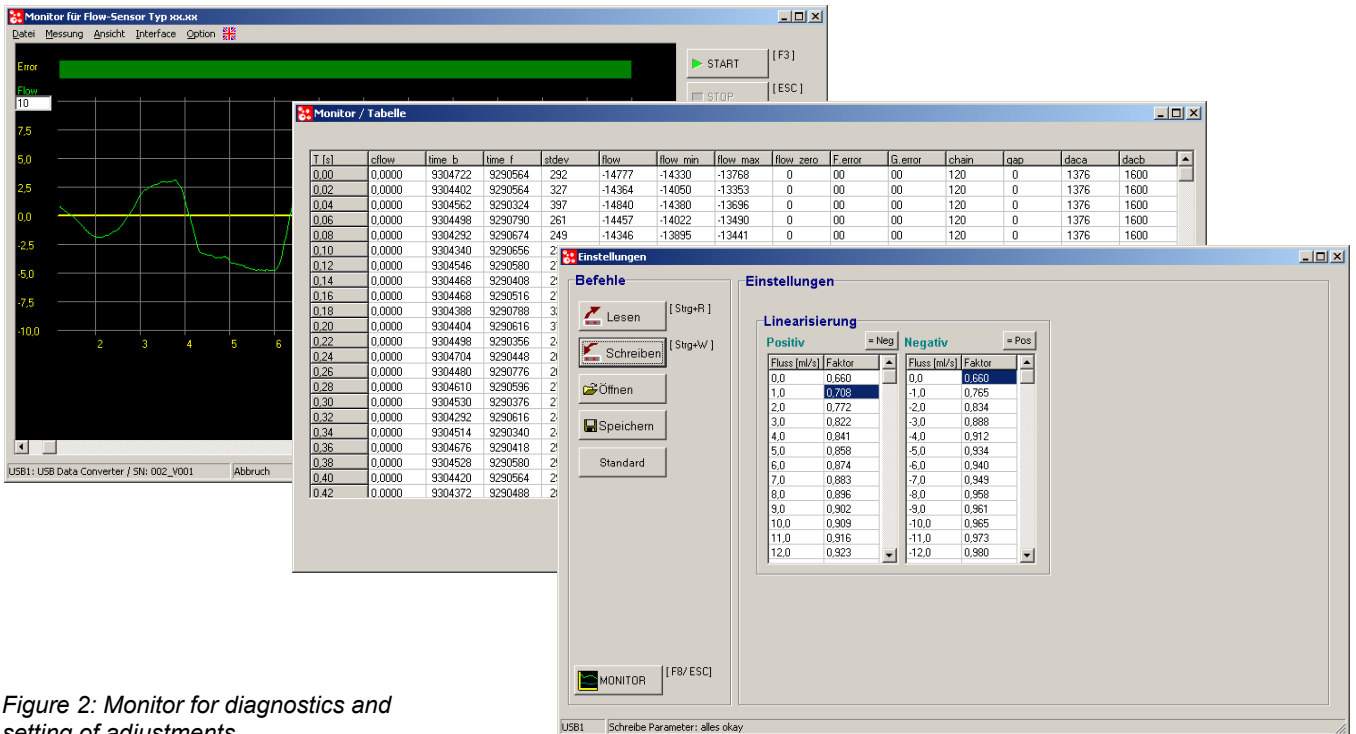 Monitor für Flow-Sensor Typ xx.xx
Datei Messung Ansicht Interface Option
Error
Flow
10
7,5
5,0
2,5
0,0
-2,5
-5,0
-7,5
-10,0
2 3 4 5 6
START [ F3 ]
STOP [ ESC ]
USB1: USB Data Converter / SN: 002_V001 Abbruch
Monitor / Tabelle
T [s] cflow time_b time_f stdev flow flow_min flow_max flow_zero F.error G.error chain gap daca dacb
0,00 0,0000 9304722 9290564 292 -14777 -14330 -13768 0 00 00 120 0 1376 1600
0,02 0,0000 9304402 9290564 327 -14364 -14050 -13353 0 00 00 120 0 1376 1600
0,04 0,0000 9304562 9290324 397 -14840 -14380 -13696 0 00 00 120 0 1376 1600
0,06 0,0000 9304498 9290790 261 -14457 -14022 -13490 0 00 00 120 0 1376 1600
0,08 0,0000 9304292 9290674 249 -14346 -13895 -13441 0 00 00 120 0 1376 1600
0,10 0,0000 9304340 9290656
0,12 0,0000 9304546 9290580
0,14 0,0000 9304468 9290408
0,16 0,0000 9304468 9290516
0,18 0,0000 9304388 9290788
0,20 0,0000 9304404 9290616
0,22 0,0000 9304498 9290356
0,24 0,0000 9304704 9290448
0,26 0,0000 9304480 9290776
0,28 0,0000 9304610 9290596
0,30 0,0000 9304530 9290376
0,32 0,0000 9304292 9290616
0,34 0,0000 9304514 9290340
0,36 0,0000 9304676 9290418
0,38 0,0000 9304528 9290580
0,40 0,0000 9304420 9290564
0,42 0,0000 9304372 9290488
Einstellungen
Befehle
Lesen [ Strg+R ]
Schreiben [ Strg+W ]
Öffnen
Speichern
Standard
MONITOR [ F8/ ESC]
Einstellungen
Linearisierung
Positiv = Neg Negativ = Pos
Fluss [ml/s] Faktor Fluss [ml/s] Faktor
0,0 0,660 0,0 0,660
1,0 0,708 -1,0 0,765
2,0 0,772 -2,0 0,834
3,0 0,822 -3,0 0,888
4,0 0,841 -4,0 0,912
5,0 0,858 -5,0 0,934
6,0 0,874 -6,0 0,940
7,0 0,883 -7,0 0,949
8,0 0,896 -8,0 0,958
9,0 0,902 -9,0 0,961
10,0 0,909 -10,0 0,965
11,0 0,916 -11,0 0,973
12,0 0,923 -12,0 0,980
USB1 Schreibe Parameter: alles okay
Figure 2: Monitor for diagnostics and
setting of adjustments